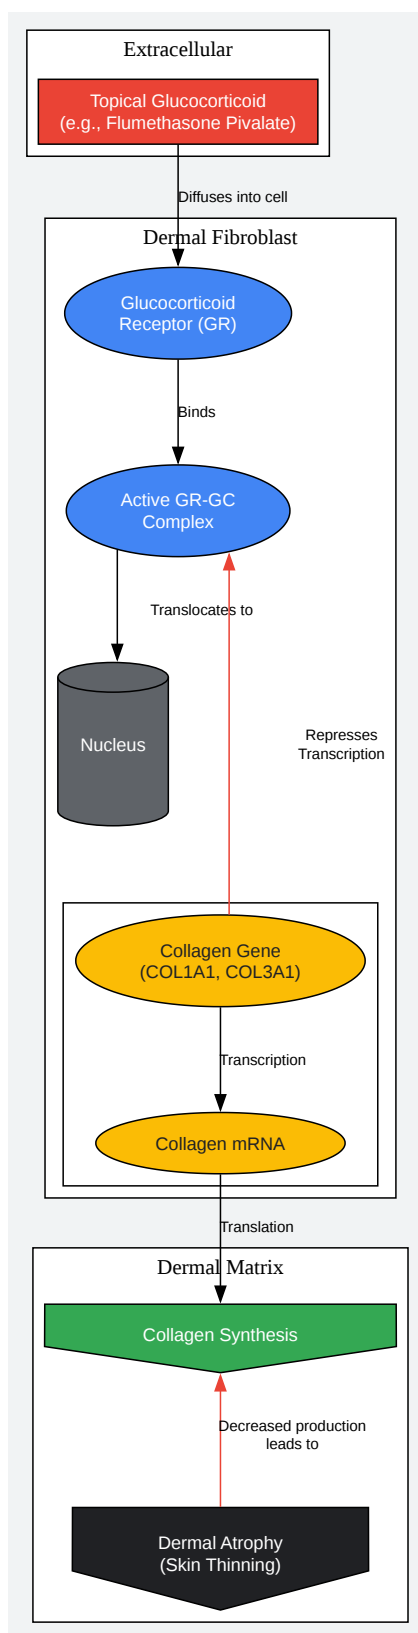 Extracellular
Topical Glucocorticoid
(e.g., Flumethasone Pivalate)
Diffuses into cell
Dermal Fibroblast
Glucocorticoid
Receptor (GR)
Binds
Active GR-GC
Complex
Translocates to
Nucleus
Represses
Transcription
Collagen Gene
(COL1A1, COL3A1)
Transcription
Collagen mRNA
Translation
Dermal Matrix
Collagen Synthesis
Decreased production
leads to
Dermal Atrophy
(Skin Thinning)